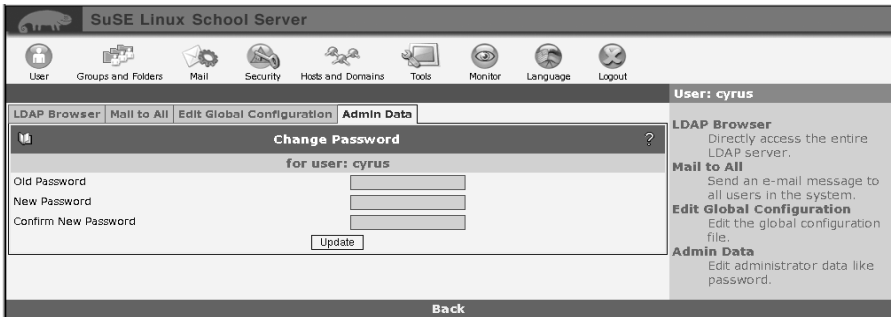 SuSE Linux School Server
User Groups and Folders Mail Security Hosts and Domains Tools Monitor Language Logout
User: cyrus
LDAP Browser Mail to All Edit Global Configuration Admin Data
Change Password ?
for user: cyrus
Old Password
New Password
Confirm New Password
Update
LDAP Browser
Directly access the entire
LDAP server.
Mail to All
Send an e-mail message to
all users in the system.
Edit Global Configuration
Edit the global configuration
file.
Admin Data
Edit administrator data like
password.
Back